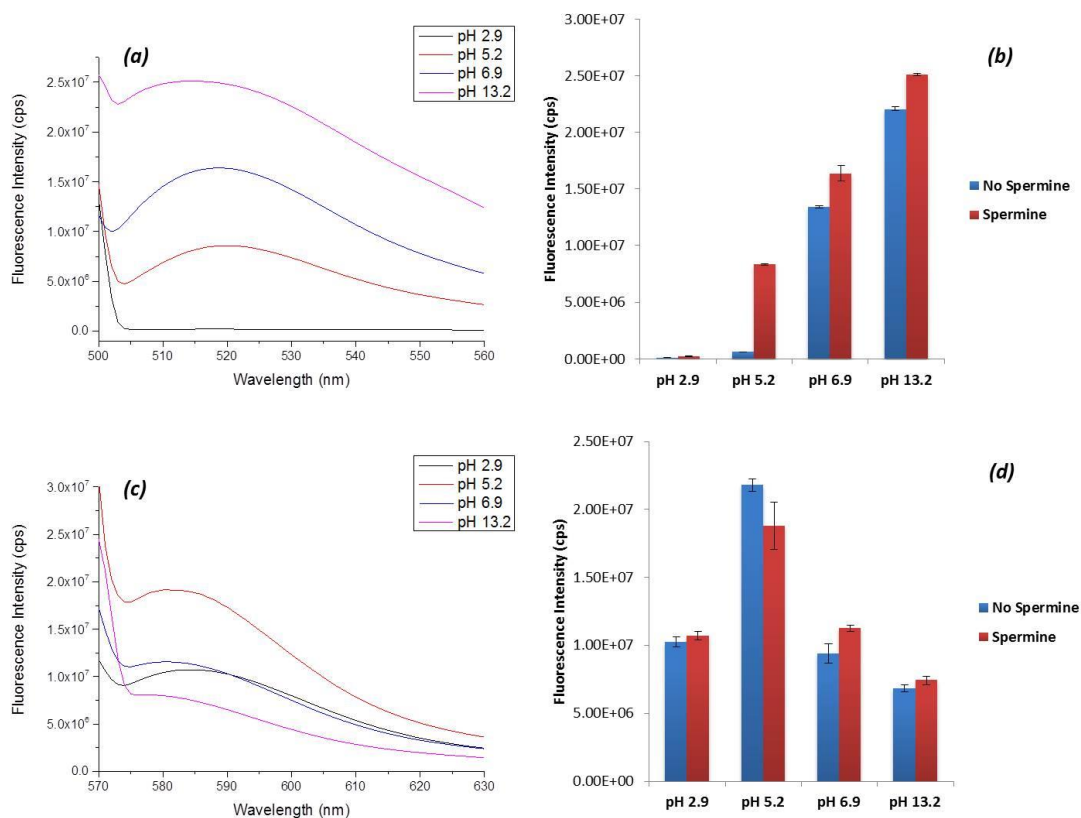 (a)
pH 2.9
pH 5.2
pH 6.9
pH 13.2
Fluorescence Intensity (cps)
2.5x10⁷
2.0x10⁷
1.5x10⁷
1.0x10⁷
5.0x10⁶
0.0
500 510 520 530 540 550 560
Wavelength (nm)
(b)
Fluorescence Intensity (cps)
3.00E+07
2.50E+07
2.00E+07
1.50E+07
1.00E+07
5.00E+06
0.00E+00
pH 2.9 pH 5.2 pH 6.9 pH 13.2
No Spermine
Spermine
(c)
pH 2.9
pH 5.2
pH 6.9
pH 13.2
Fluorescence Intensity (cps)
3.0x10⁷
2.5x10⁷
2.0x10⁷
1.5x10⁷
1.0x10⁷
5.0x10⁶
0.0
570 580 590 600 610 620 630
Wavelength (nm)
(d)
Fluorescence Intensity (cps)
2.50E+07
2.00E+07
1.50E+07
1.00E+07
5.00E+06
0.00E+00
pH 2.9 pH 5.2 pH 6.9 pH 13.2
No Spermine
Spermine